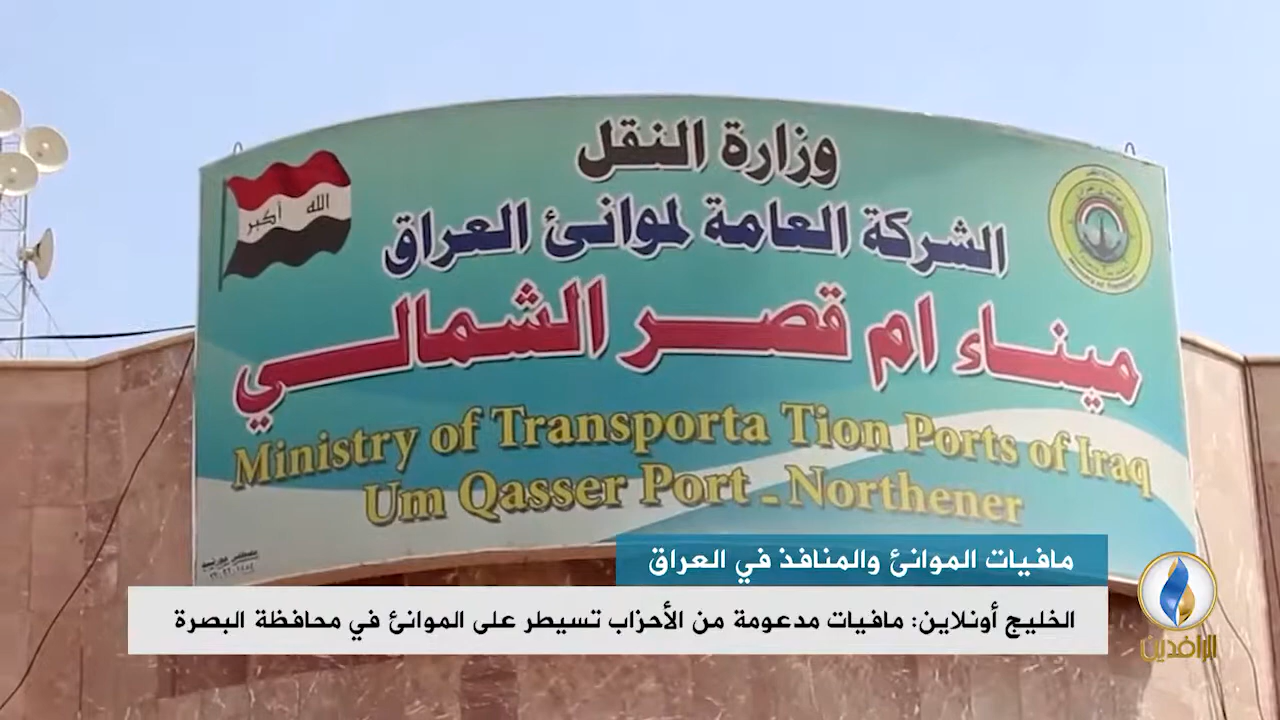 وزارة النقل
الشركة العامة لموانئ العراق
ميناء ام قصر الشمالي
Ministry of Transporta Tion Ports of Iraq
Um Qasser Port - Northener
الله أكبر
مافيات الموانئ والمنافذ في العراق
الخليج أونلاين: مافيات مدعومة من الأحزاب تسيطر على الموانئ في محافظة البصرة
الرافدين